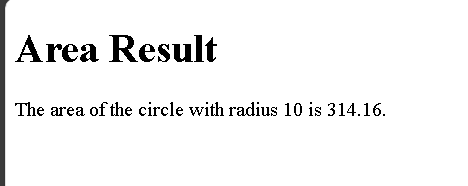 Area Result
The area of the circle with radius 10 is 314.16.